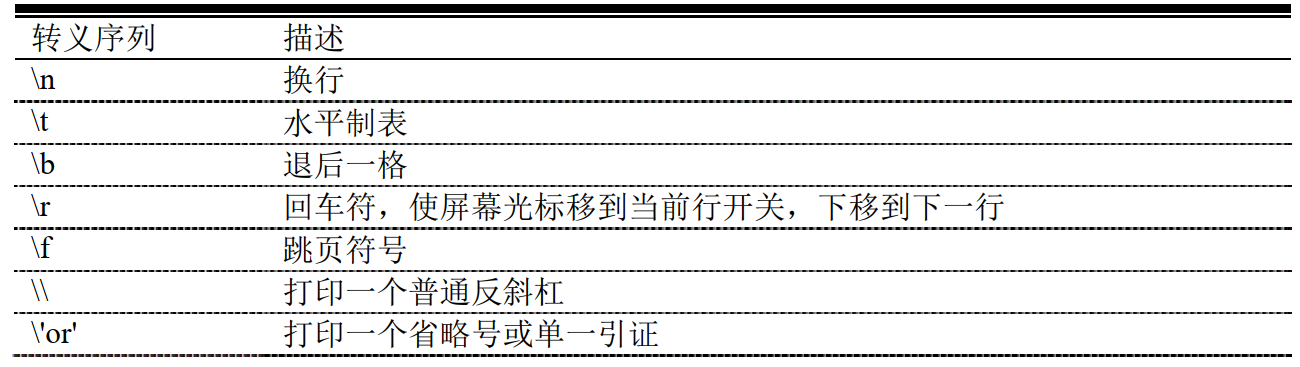 转义序列 描述
\n 换行
\t 水平制表
\b 退后一格
\r 回车符，使屏幕光标移到当前行开关，下移到下一行
\f 跳页符号
\\ 打印一个普通反斜杠
\'or' 打印一个省略号或单一引证